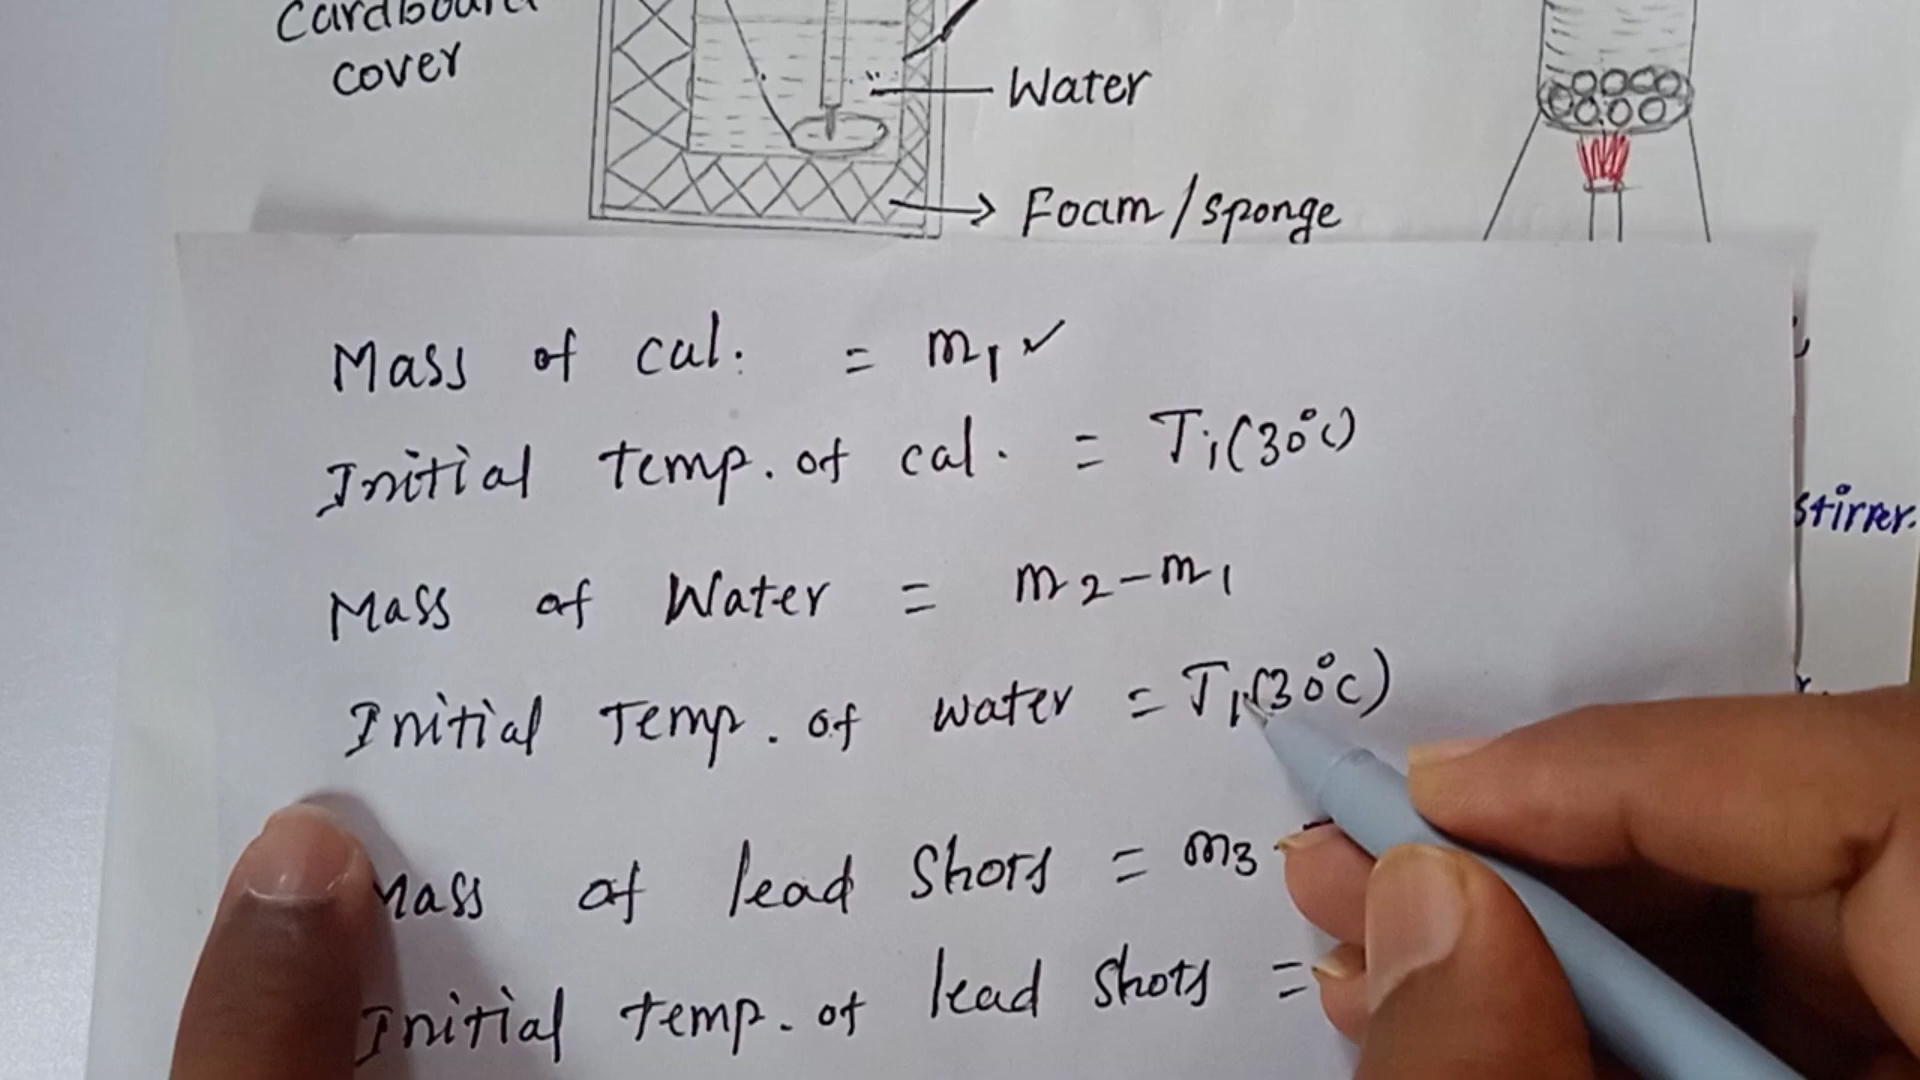 cover
Water
Foam/sponge
Mass of cal. = m₁ ✓
Initial temp. of cal. = T₁(30°C)
stirrer.
Mass of Water = m₂-m₁
Initial Temp. of water = T₁(30°C)
Mass of lead shots = m₃
Initial temp. of lead shots =